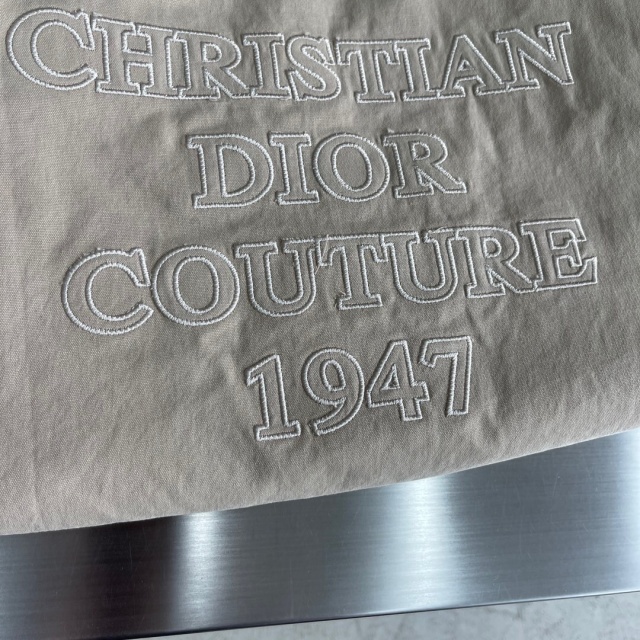 CHRISTIAN
DIOR
COUTURE
1947